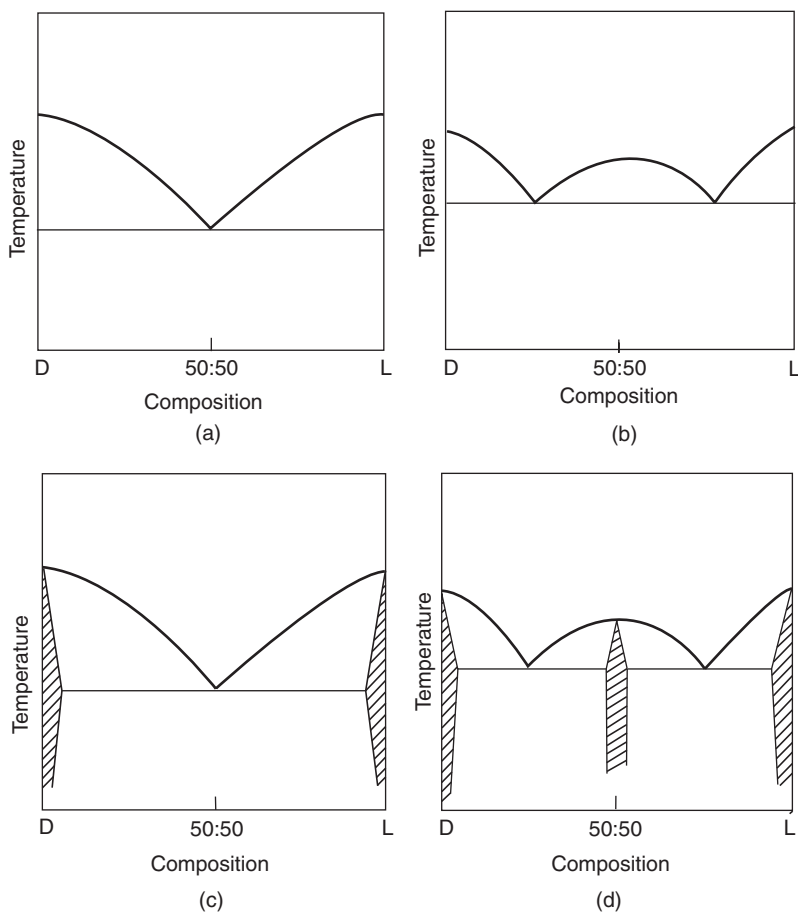 Temperature
D 50:50 L
Composition
(a)
Temperature
D 50:50 L
Composition
(b)
Temperature
D 50:50 L
Composition
(c)
Temperature
D 50:50 L
Composition
(d)